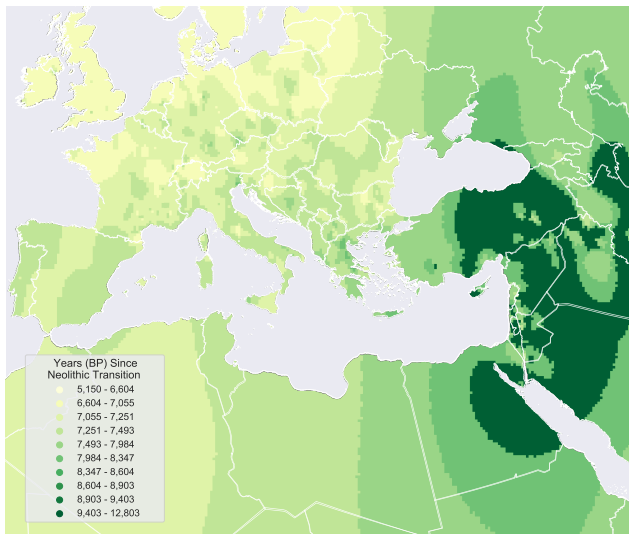 Years (BP) Since
Neolithic Transition
5,150 - 6,604
6,604 - 7,055
7,055 - 7,251
7,251 - 7,493
7,493 - 7,984
7,984 - 8,347
8,347 - 8,604
8,604 - 8,903
8,903 - 9,403
9,403 - 12,803